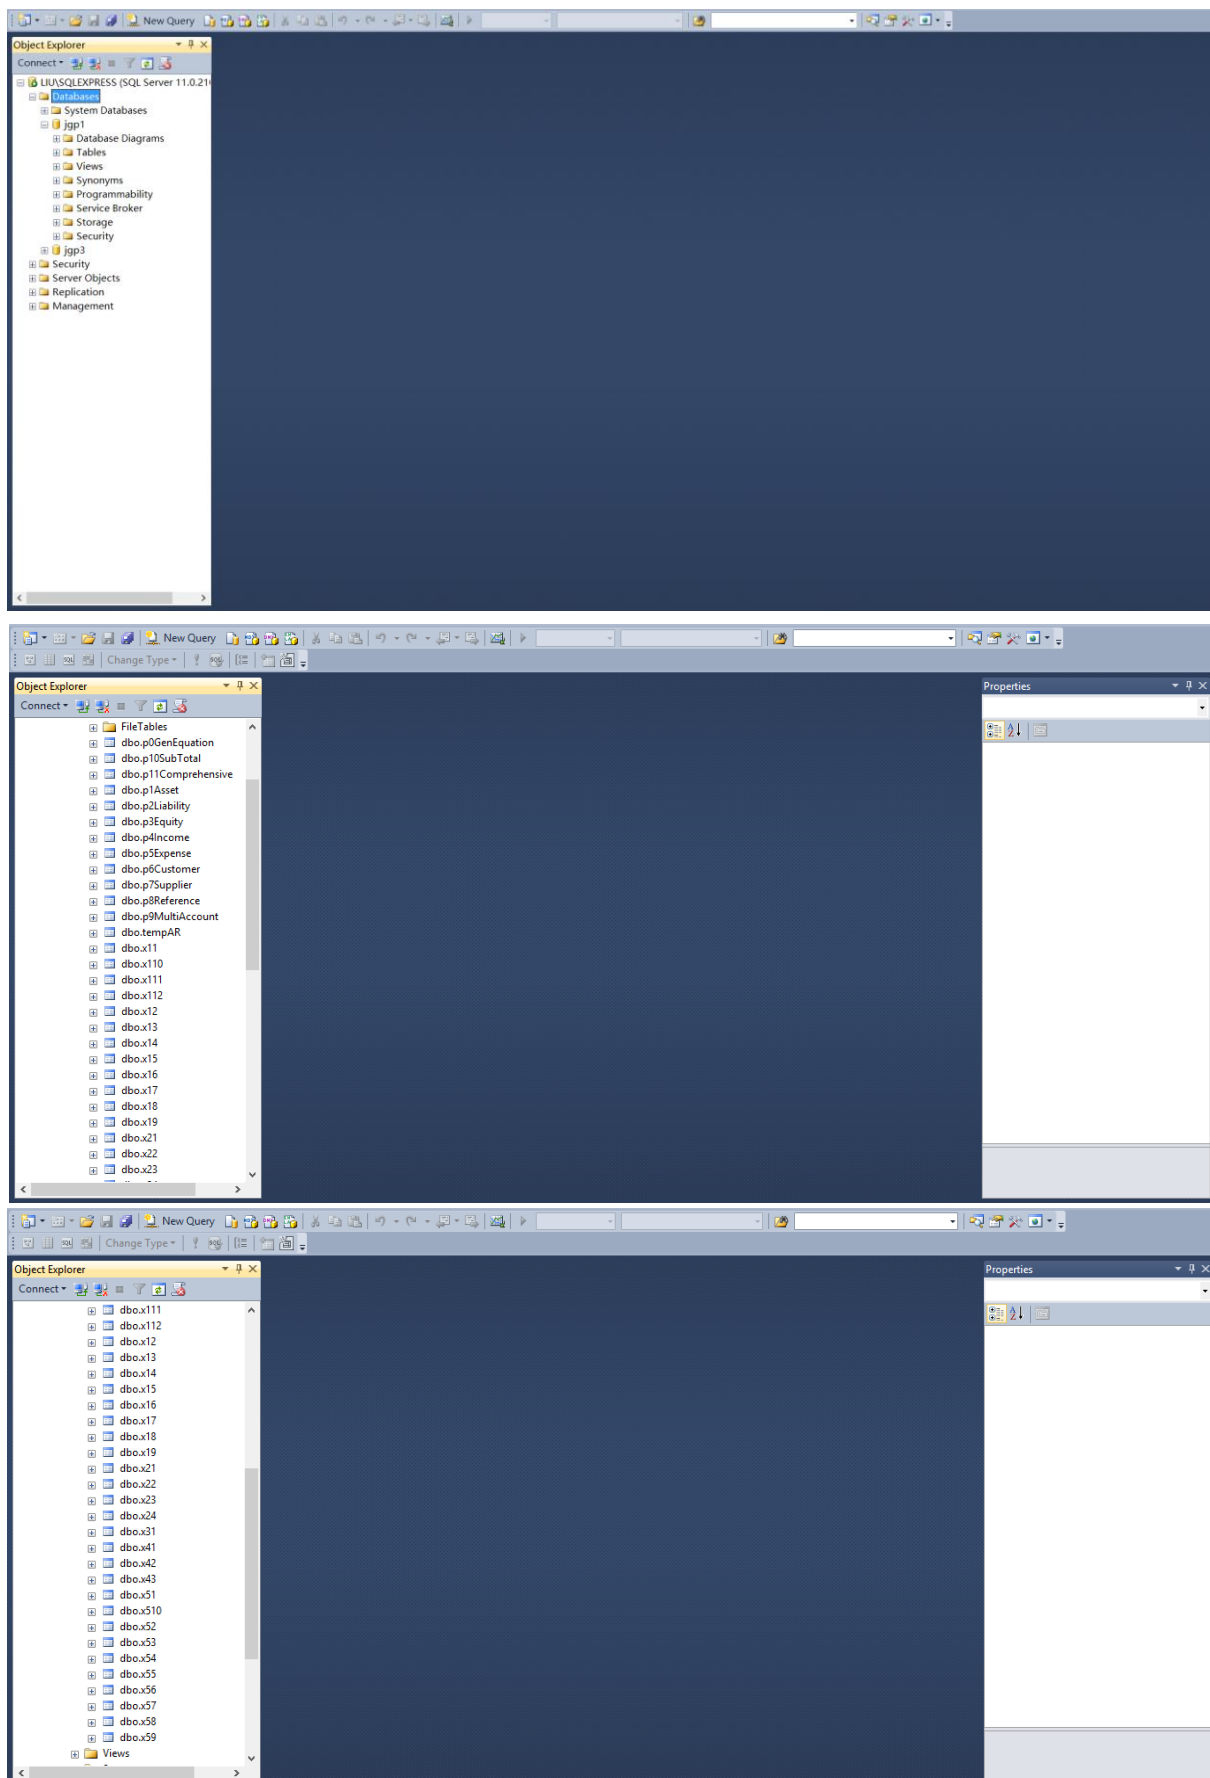 New Query
Object Explorer
Connect
LIU\SQLEXPRESS (SQL Server 11.0.21
Databases
System Databases
jgp1
Database Diagrams
Tables
Views
Synonyms
Programmability
Service Broker
Storage
Security
jgp3
Security
Server Objects
Replication
Management
New Query
Change Type
Object Explorer
Connect
FileTables
dbo.p0GenEquation
dbo.p10SubTotal
dbo.p11Comprehensive
dbo.p1Asset
dbo.p2Liability
dbo.p3Equity
dbo.p4Income
dbo.p5Expense
dbo.p6Customer
dbo.p7Supplier
dbo.p8Reference
dbo.p9MultiAccount
dbo.tempAR
dbo.x11
dbo.x110
dbo.x111
dbo.x112
dbo.x12
dbo.x13
dbo.x14
dbo.x15
dbo.x16
dbo.x17
dbo.x18
dbo.x19
dbo.x21
dbo.x22
dbo.x23
Properties
New Query
Change Type
Object Explorer
Connect
dbo.x111
dbo.x112
dbo.x12
dbo.x13
dbo.x14
dbo.x15
dbo.x16
dbo.x17
dbo.x18
dbo.x19
dbo.x21
dbo.x22
dbo.x23
dbo.x24
dbo.x31
dbo.x41
dbo.x42
dbo.x43
dbo.x51
dbo.x510
dbo.x52
dbo.x53
dbo.x54
dbo.x55
dbo.x56
dbo.x57
dbo.x58
dbo.x59
Views
Properties